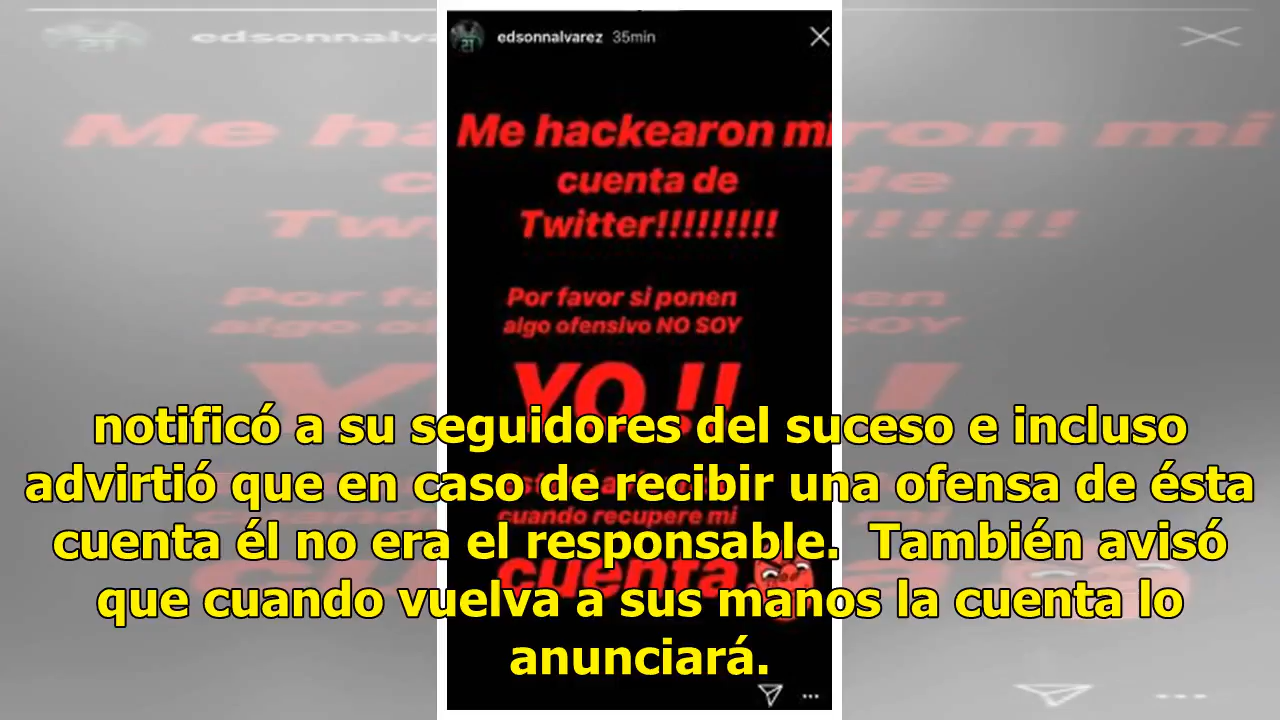 edsonnalvarez 35min
Me hackearon mi
cuenta de
Twitter!!!!!!!!!
Por favor si ponen
algo ofensivo NO SOY
YO !!
notificó a su seguidores del suceso e incluso
advirtió que en caso de recibir una ofensa de ésta
cuando recupere mi
cuenta él no era el responsable. También avisó
cuenta
que cuando vuelva a sus manos la cuenta lo
anunciará.